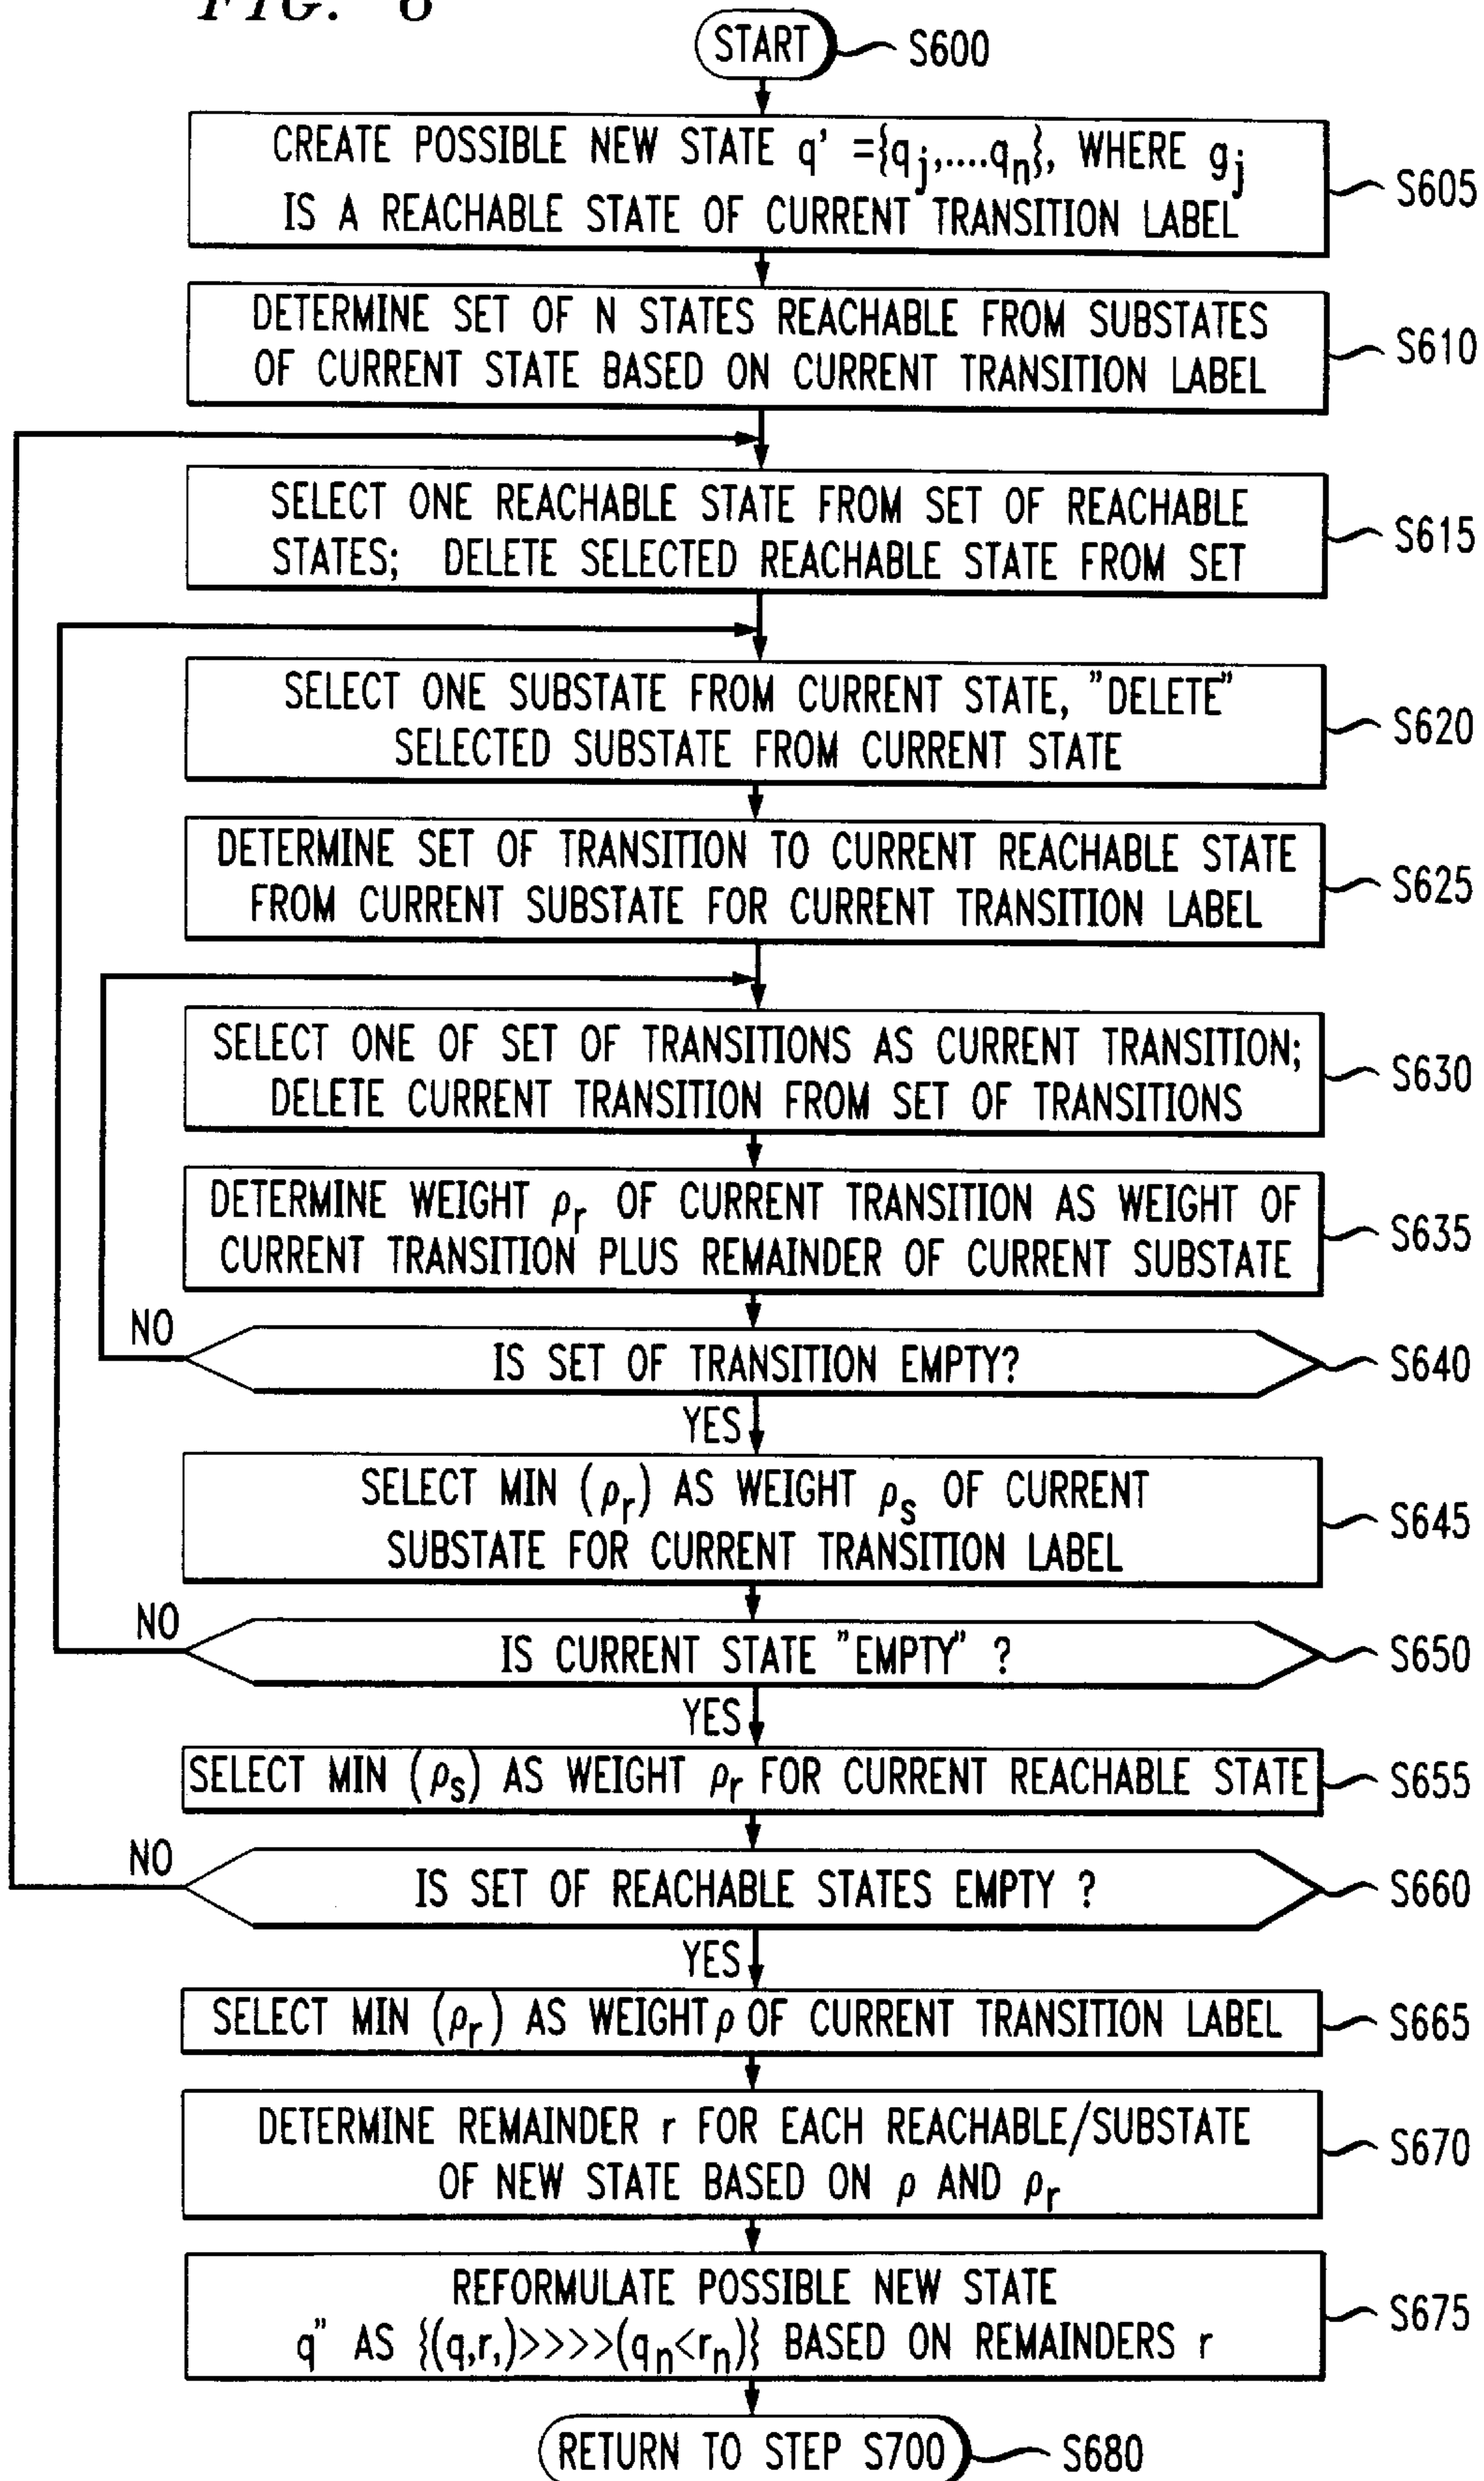 FIG. 6
START
S600
CREATE POSSIBLE NEW STATE q' ={qj,....qn}, WHERE gj
IS A REACHABLE STATE OF CURRENT TRANSITION LABEL
S605
DETERMINE SET OF N STATES REACHABLE FROM SUBSTATES
OF CURRENT STATE BASED ON CURRENT TRANSITION LABEL
S610
SELECT ONE REACHABLE STATE FROM SET OF REACHABLE
STATES; DELETE SELECTED REACHABLE STATE FROM SET
S615
SELECT ONE SUBSTATE FROM CURRENT STATE, "DELETE"
SELECTED SUBSTATE FROM CURRENT STATE
S620
DETERMINE SET OF TRANSITION TO CURRENT REACHABLE STATE
FROM CURRENT SUBSTATE FOR CURRENT TRANSITION LABEL
S625
SELECT ONE OF SET OF TRANSITIONS AS CURRENT TRANSITION;
DELETE CURRENT TRANSITION FROM SET OF TRANSITIONS
S630
DETERMINE WEIGHT ρr OF CURRENT TRANSITION AS WEIGHT OF
CURRENT TRANSITION PLUS REMAINDER OF CURRENT SUBSTATE
S635
NO
IS SET OF TRANSITION EMPTY?
S640
YES
SELECT MIN (ρr) AS WEIGHT ρs OF CURRENT
SUBSTATE FOR CURRENT TRANSITION LABEL
S645
NO
IS CURRENT STATE "EMPTY" ?
S650
YES
SELECT MIN (ρs) AS WEIGHT ρr FOR CURRENT REACHABLE STATE
S655
NO
IS SET OF REACHABLE STATES EMPTY ?
S660
YES
SELECT MIN (ρr) AS WEIGHT ρ OF CURRENT TRANSITION LABEL
S665
DETERMINE REMAINDER r FOR EACH REACHABLE/SUBSTATE
OF NEW STATE BASED ON ρ AND ρr
S670
REFORMULATE POSSIBLE NEW STATE
q" AS {(q,r,)>>>>(qn<rn)} BASED ON REMAINDERS r
S675
RETURN TO STEP S700
S680